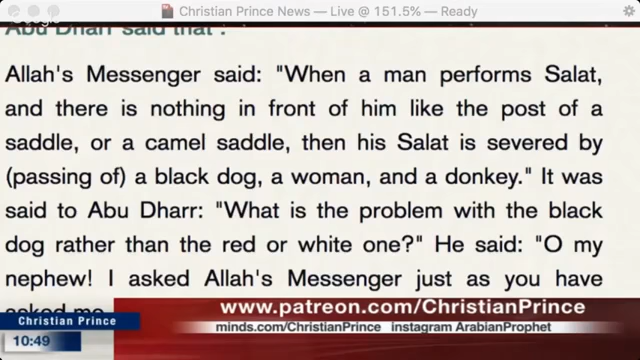 Christian Prince News — Live @ 151.5% — Ready
Google
Abu Dharr said that :
Allah's Messenger said: "When a man performs Salat,
and there is nothing in front of him like the post of a
saddle, or a camel saddle, then his Salat is severed by
(passing of) a black dog, a woman, and a donkey." It was
said to Abu Dharr: "What is the problem with the black
dog rather than the red or white one?" He said: "O my
nephew! I asked Allah's Messenger just as you have
asked me
www.patreon.com/ChristianPrince
Christian Prince
minds.com/ChristianPrince instagram ArabianProphet
10:49